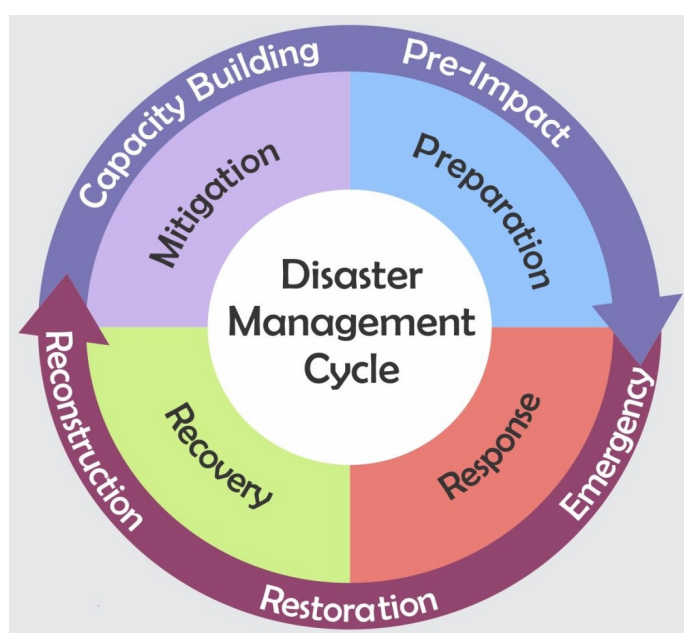 Capacity Building
Pre-Impact
Mitigation
Preparation
Disaster
Management
Cycle
Reconstruction
Recovery
Response
Emergency
Restoration